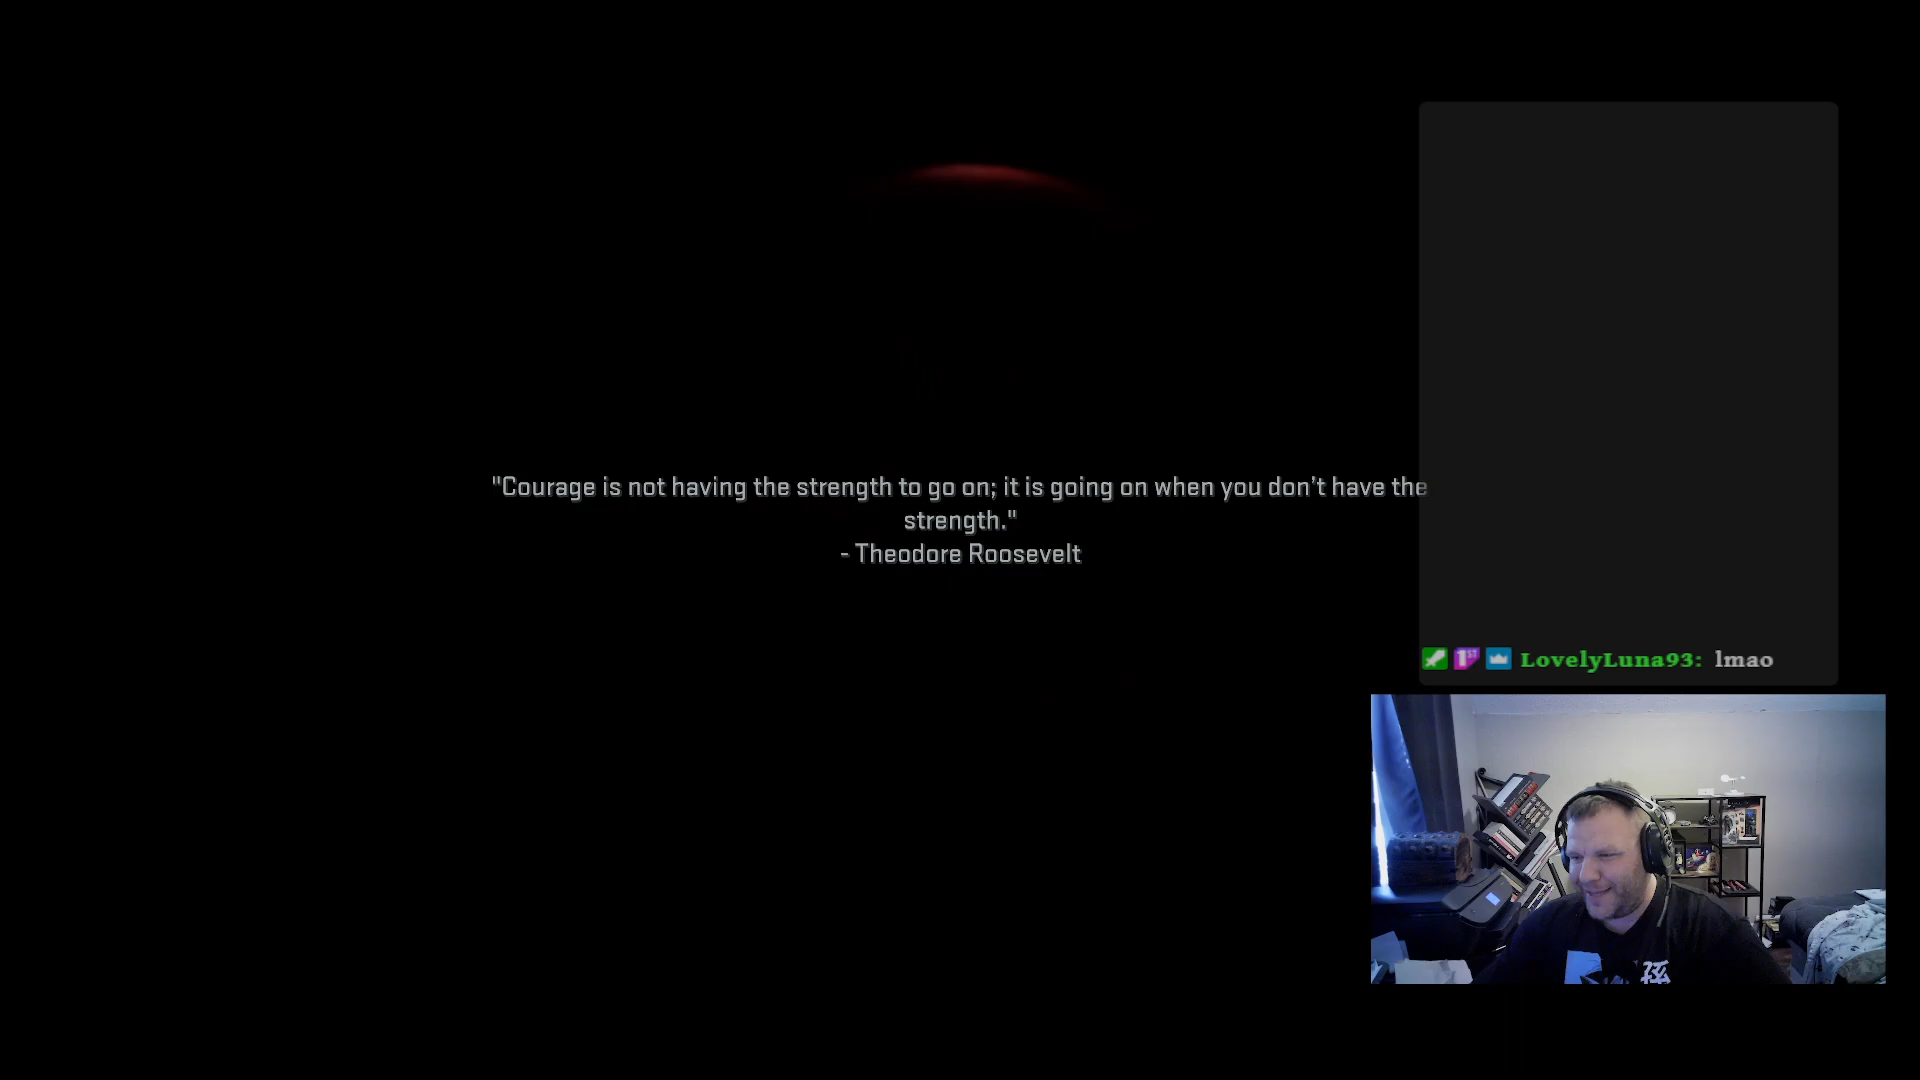 "Courage is not having the strength to go on; it is going on when you don't have the
strength."
- Theodore Roosevelt
1ST LovelyLuna93: lmao